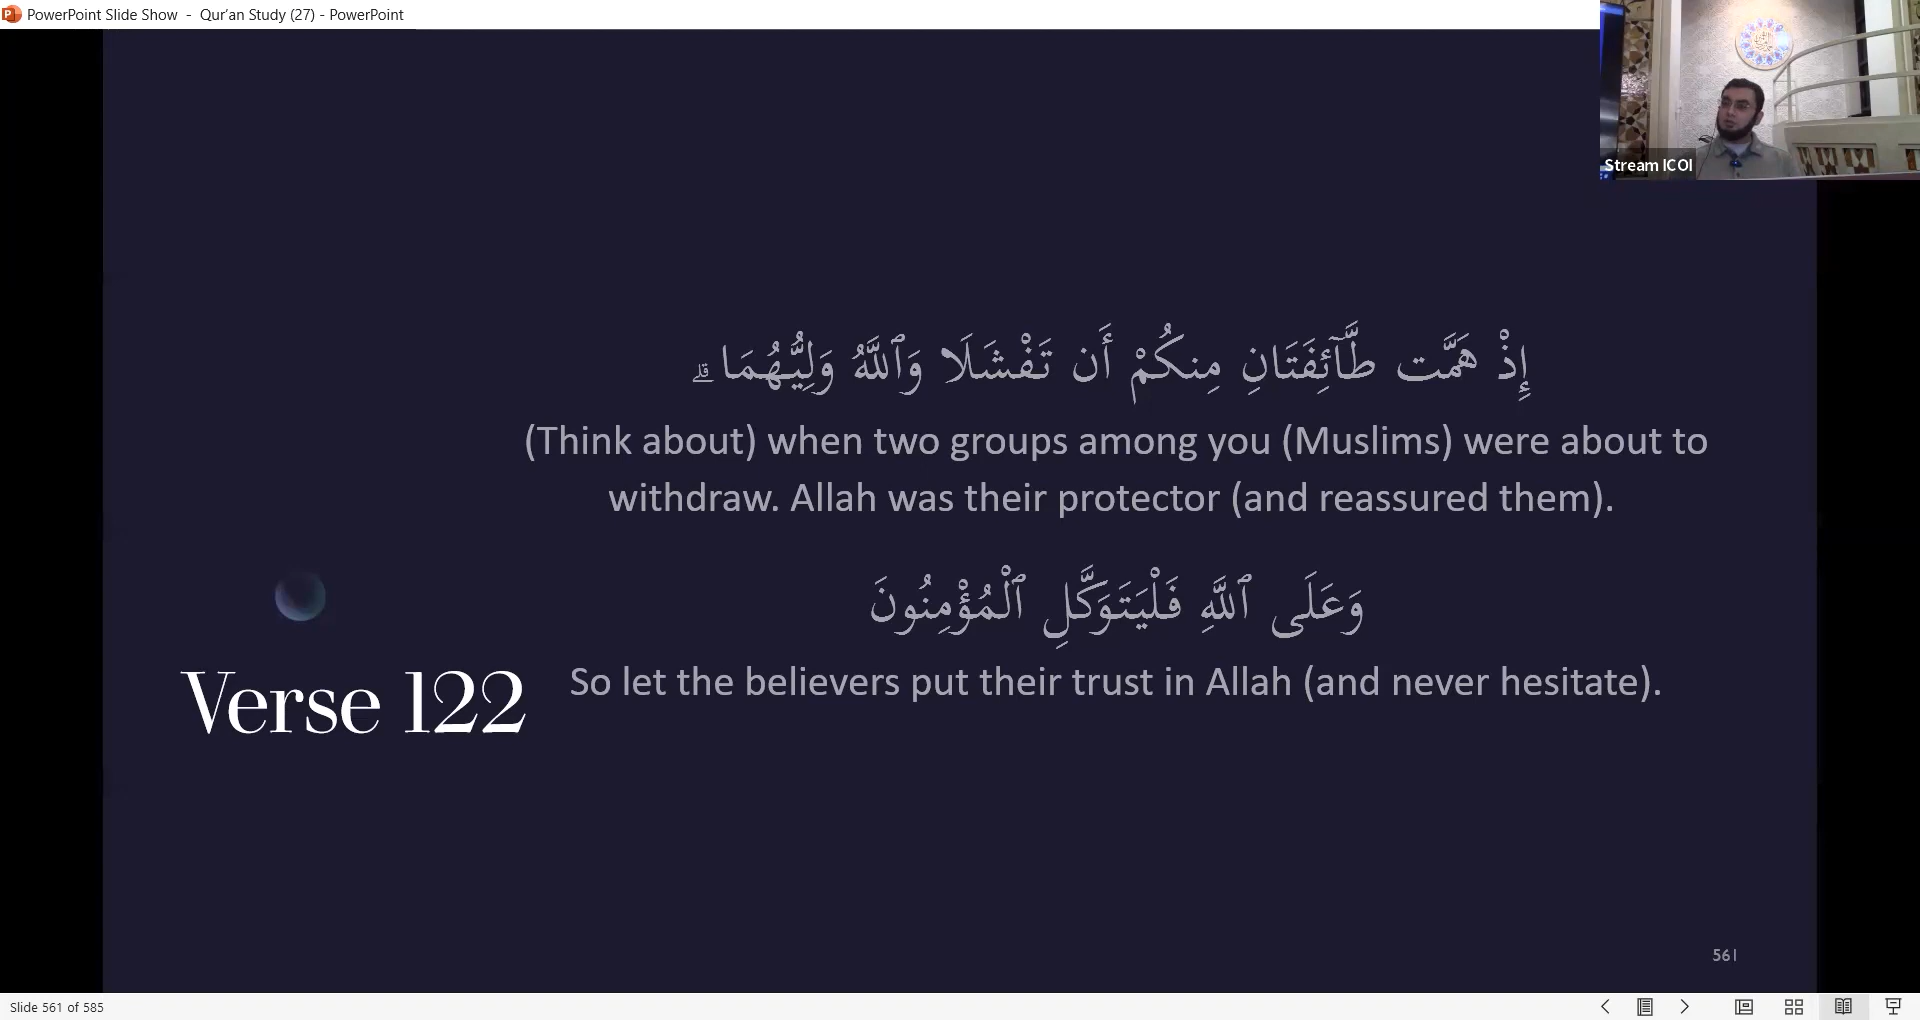 PowerPoint Slide Show - Qur'an Study (27) - PowerPoint
Stream ICOI
إِذْ هَمَّت طَّآئِفَتَانِ مِنكُمْ أَن تَفْشَلَا وَٱللَّهُ وَلِيُّهُمَا ۗ
(Think about) when two groups among you (Muslims) were about to
withdraw. Allah was their protector (and reassured them).
وَعَلَى ٱللَّهِ فَلْيَتَوَكَّلِ ٱلْمُؤْمِنُونَ
Verse 122
So let the believers put their trust in Allah (and never hesitate).
561
Slide 561 of 585